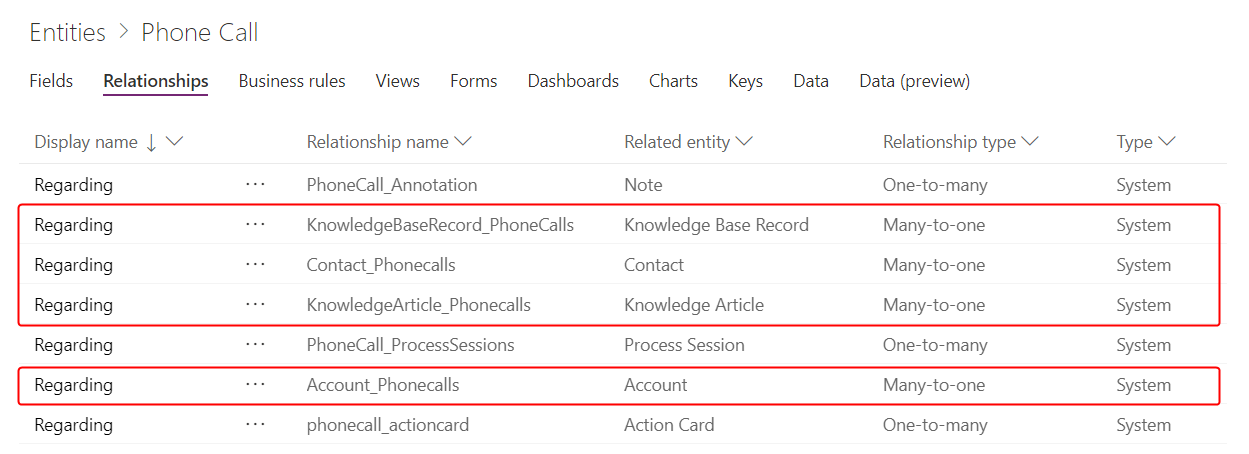 Entities > Phone Call
Fields Relationships Business rules Views Forms Dashboards Charts Keys Data Data (preview)
Display name ↓ Relationship name Related entity Relationship type Type
Regarding ··· PhoneCall_Annotation Note One-to-many System
Regarding ··· KnowledgeBaseRecord_PhoneCalls Knowledge Base Record Many-to-one System
Regarding ··· Contact_Phonecalls Contact Many-to-one System
Regarding ··· KnowledgeArticle_Phonecalls Knowledge Article Many-to-one System
Regarding ··· PhoneCall_ProcessSessions Process Session One-to-many System
Regarding ··· Account_Phonecalls Account Many-to-one System
Regarding ··· phonecall_actioncard Action Card One-to-many System